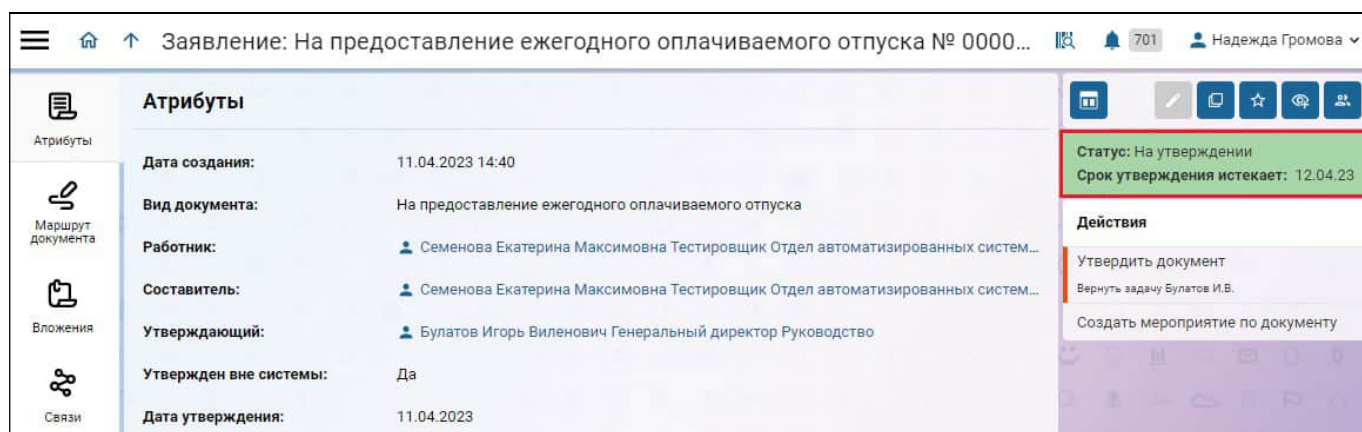 Заявление: На предоставление ежегодного оплачиваемого отпуска № 0000...
701
Надежда Громова
Атрибуты
Маршрут
документа
Вложения
Связи
Атрибуты
Дата создания: 11.04.2023 14:40
Вид документа: На предоставление ежегодного оплачиваемого отпуска
Работник: Семенова Екатерина Максимовна Тестировщик Отдел автоматизированных систем...
Составитель: Семенова Екатерина Максимовна Тестировщик Отдел автоматизированных систем...
Утверждающий: Булатов Игорь Виленович Генеральный директор Руководство
Утвержден вне системы: Да
Дата утверждения: 11.04.2023
Статус: На утверждении
Срок утверждения истекает: 12.04.23
Действия
Утвердить документ
Вернуть задачу Булатов И.В.
Создать мероприятие по документу